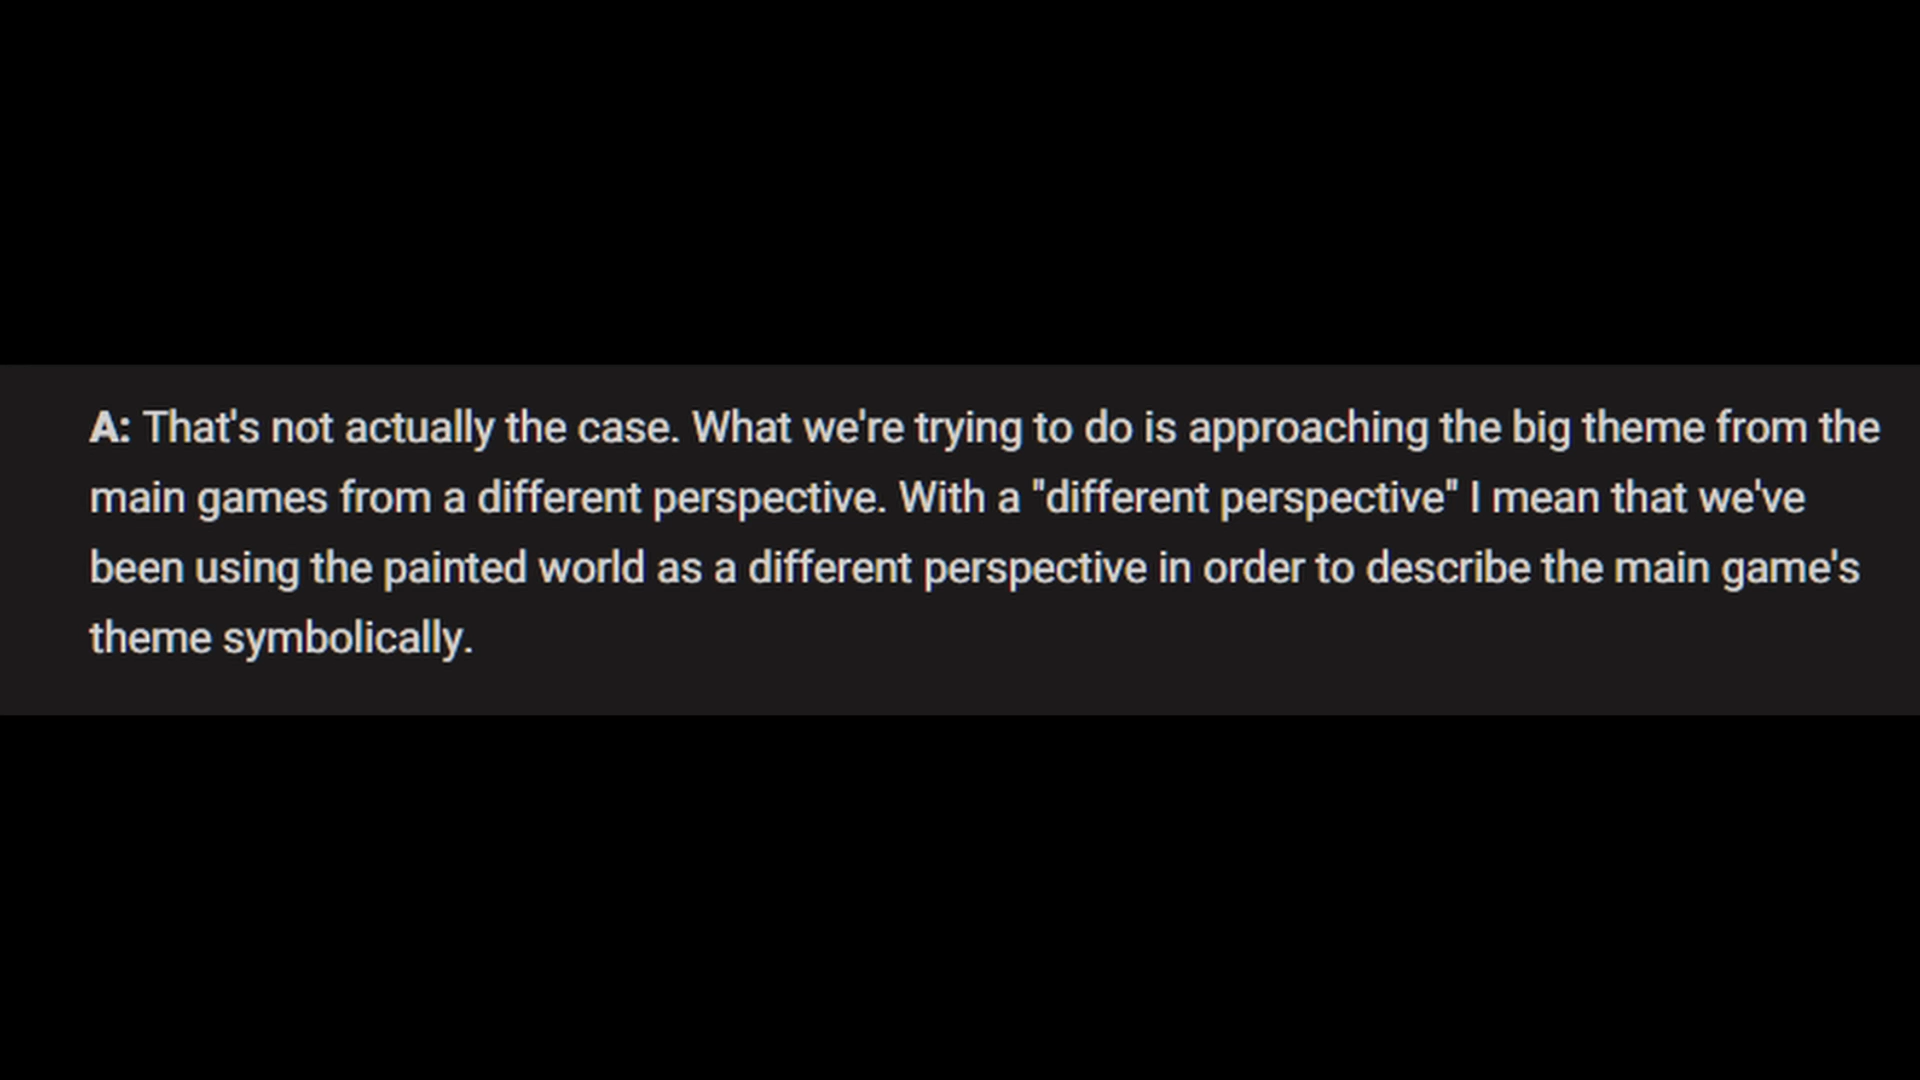 A: That's not actually the case. What we're trying to do is approaching the big theme from the
main games from a different perspective. With a "different perspective" I mean that we've
been using the painted world as a different perspective in order to describe the main game's
theme symbolically.